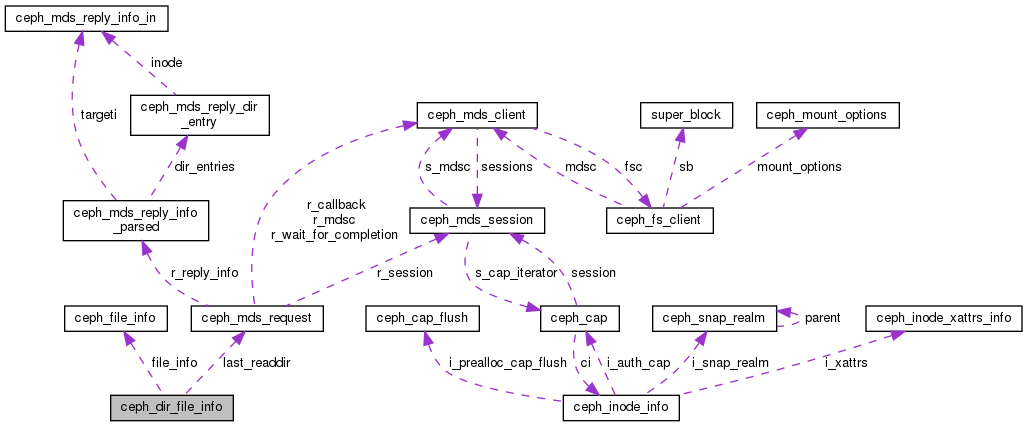 ceph_mds_reply_info_in
inode
targeti
ceph_mds_reply_dir
_entry
ceph_mds_client
super_block
ceph_mount_options
dir_entries
s_mdsc
sessions
mdsc
fsc
sb
mount_options
ceph_mds_reply_info
_parsed
r_callback
r_mdsc
r_wait_for_completion
ceph_mds_session
ceph_fs_client
r_reply_info
r_session
s_cap_iterator
session
ceph_file_info
ceph_mds_request
ceph_cap_flush
ceph_cap
ceph_snap_realm
parent
ceph_inode_xattrs_info
file_info
last_readdir
i_prealloc_cap_flush
ci
i_auth_cap
i_snap_realm
i_xattrs
ceph_dir_file_info
ceph_inode_info